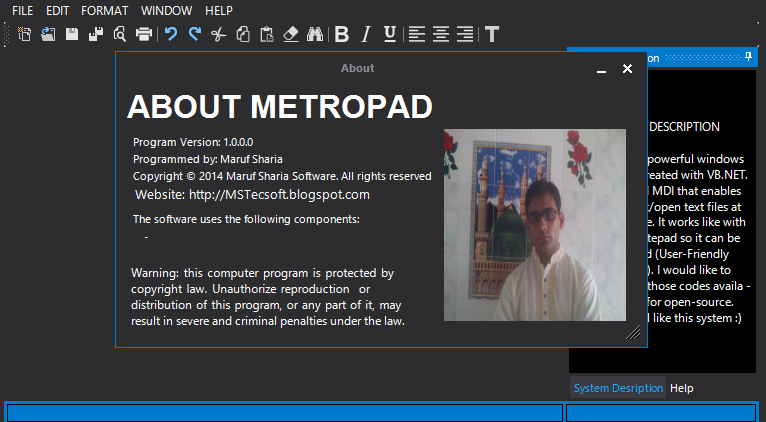 FILE EDIT FORMAT WINDOW HELP
B I U T
About
ABOUT METROPAD
Program Version: 1.0.0.0
Programmed by: Maruf Sharia
Copyright © 2014 Maruf Sharia Software. All rights reserved
Website: http://MSTecsoft.blogspot.com
The software uses the following components:
-
Warning: this computer program is protected by
copyright law. Unauthorize reproduction or
distribution of this program, or any part of it, may
result in severe and criminal penalties under the law.
on
DESCRIPTION
powerful windows
reated with VB.NET.
MDI that enables
/open text files at
e. It works like with
tepad so it can be
d (User-Friendly
). I would like to
those codes availa -
for open-source.
like this system :)
System Desription Help